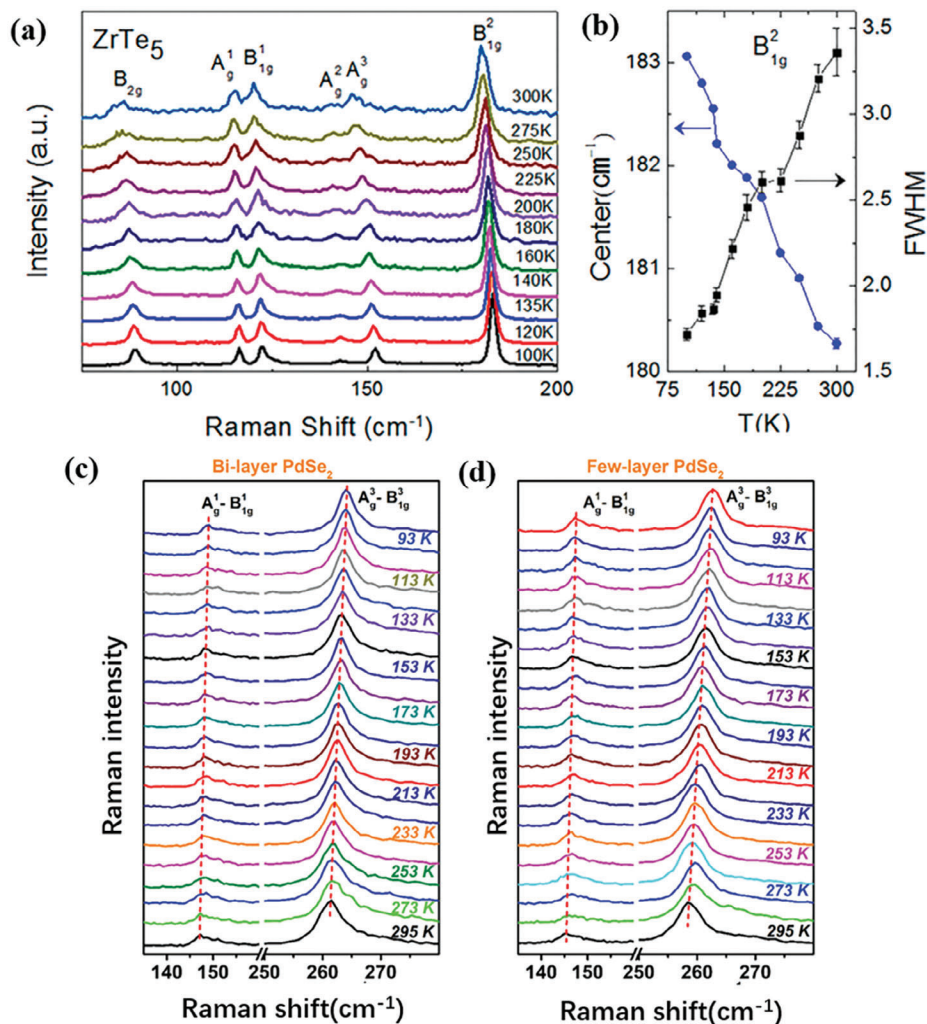 (a)
ZrTe₅
B₂g
A¹g
B¹₁g
A²g
A³g
B²₁g
300K
275K
250K
225K
200K
180K
160K
140K
135K
120K
100K
Intensity (a.u.)
100 150 200
Raman Shift (cm⁻¹)
(b)
B²₁g
183
182
181
180
Center(cm⁻¹)
3.5
3.0
2.5
2.0
1.5
FWHM
75 150 225 300
T(K)
(c)
Bi-layer PdSe₂
A¹g- B¹₁g
A³g- B³₁g
93 K
113 K
133 K
153 K
173 K
193 K
213 K
233 K
253 K
273 K
295 K
Raman intensity
140 150 250 260 270
Raman shift(cm⁻¹)
(d)
Few-layer PdSe₂
A¹g- B¹₁g
A³g- B³₁g
93 K
113 K
133 K
153 K
173 K
193 K
213 K
233 K
253 K
273 K
295 K
Raman intensity
140 150 250 260 270
Raman shift(cm⁻¹)